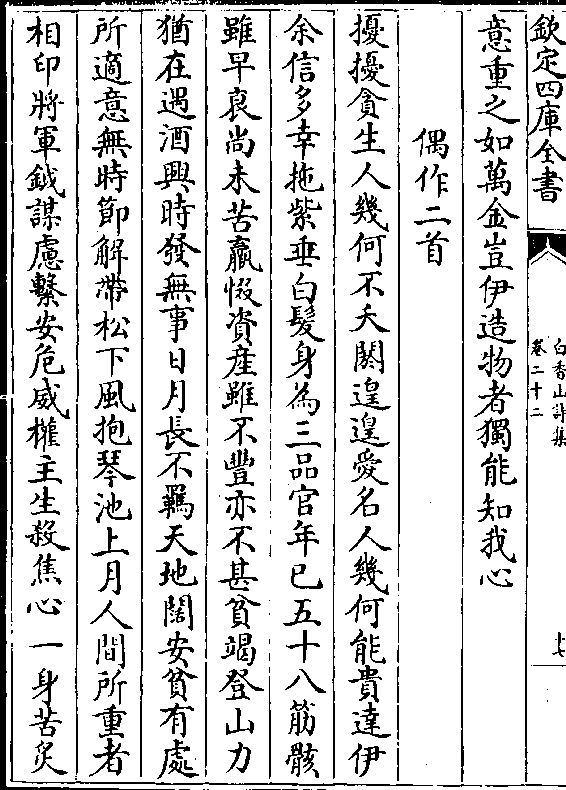 欽定四庫全書
白香山詩集
卷二十二
十七
意重之如萬金豈伊造物者獨能知我心
偶作二首
擾擾貪生人幾何不夭閼遑遑愛名人幾何能貴達伊
余信多幸拖紫垂白髮身為三品官年已五十八筋骸
雖早衰尚未苦羸惙資產雖不豐亦不甚貧竭登山力
猶在遇酒興時發無事日月長不羈天地闊安貧有處
所適意無時節解帶松下風抱琴池上月人間所重者
相印將軍鉞謀慮繫安危威權主生殺焦心一身苦炙